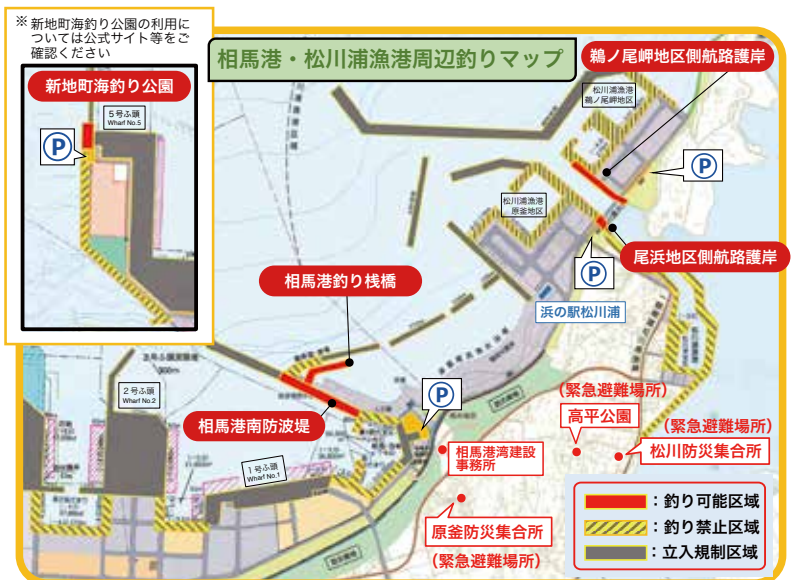 ※ 新地町海釣り公園の利用に
ついては公式サイト等をご
確認ください
相馬港・松川浦漁港周辺釣りマップ
新地町海釣り公園
5号ふ頭
Wharf No.5
P
鵜ノ尾岬地区側航路護岸
松川浦漁港
鵜ノ尾岬地区
P
松川浦漁港
原釜地区
尾浜地区側航路護岸
P
浜の駅松川浦
相馬港釣り桟橋
2号ふ頭
Wharf No.2
相馬港南防波堤
P
1号ふ頭
Wharf No.1
相馬港湾建設
事務所
(緊急避難場所)
高平公園
(緊急避難場所)
松川防災集合所
原釜防災集合所
(緊急避難場所)
:釣り可能区域
:釣り禁止区域
:立入規制区域